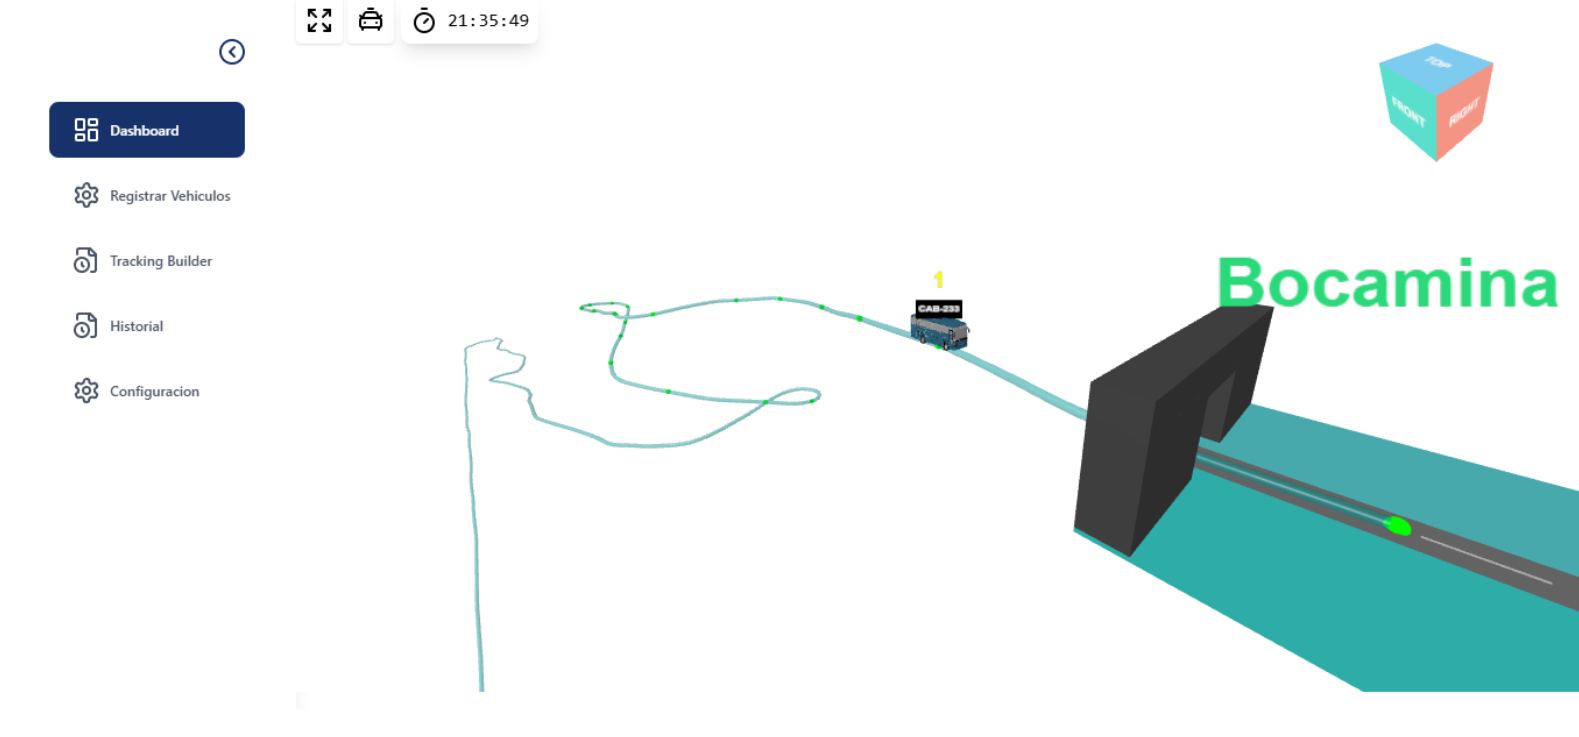 21:35:49
TOP
FRONT
RIGHT
Dashboard
Registrar Vehiculos
Tracking Builder
Historial
Configuracion
Bocamina
1
CAB-233